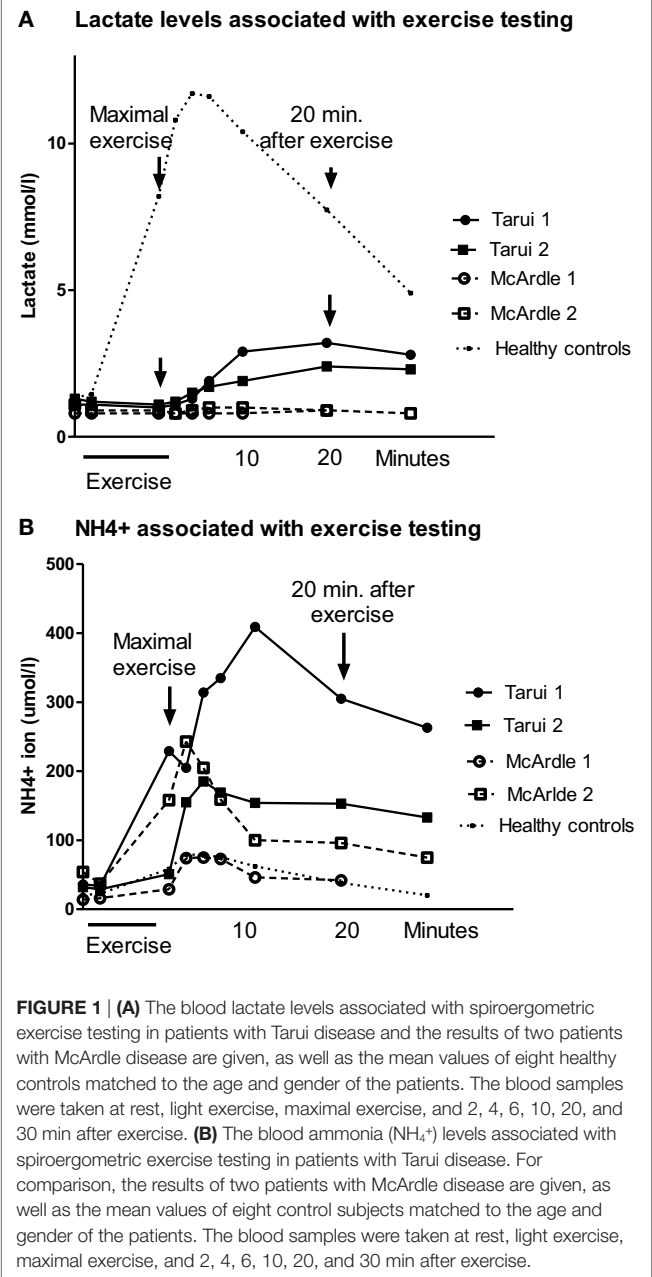 A Lactate levels associated with exercise testing
Lactate (mmol/l)
10
5
0
Maximal
exercise
20 min.
after exercise
Tarui 1
Tarui 2
McArdle 1
McArdle 2
Healthy controls
Exercise
10 20 Minutes
B NH4+ associated with exercise testing
NH4+ ion (umol/l)
500
400
300
200
100
0
Maximal
exercise
20 min. after
exercise
Tarui 1
Tarui 2
McArdle 1
McArlde 2
Healthy controls
Exercise
10 20 Minutes
FIGURE 1 | (A) The blood lactate levels associated with spiroergometric
exercise testing in patients with Tarui disease and the results of two patients
with McArdle disease are given, as well as the mean values of eight healthy
controls matched to the age and gender of the patients. The blood samples
were taken at rest, light exercise, maximal exercise, and 2, 4, 6, 10, 20, and
30 min after exercise. (B) The blood ammonia (NH₄⁺) levels associated with
spiroergometric exercise testing in patients with Tarui disease. For
comparison, the results of two patients with McArdle disease are given, as
well as the mean values of eight control subjects matched to the age and
gender of the patients. The blood samples were taken at rest, light exercise,
maximal exercise, and 2, 4, 6, 10, 20, and 30 min after exercise.